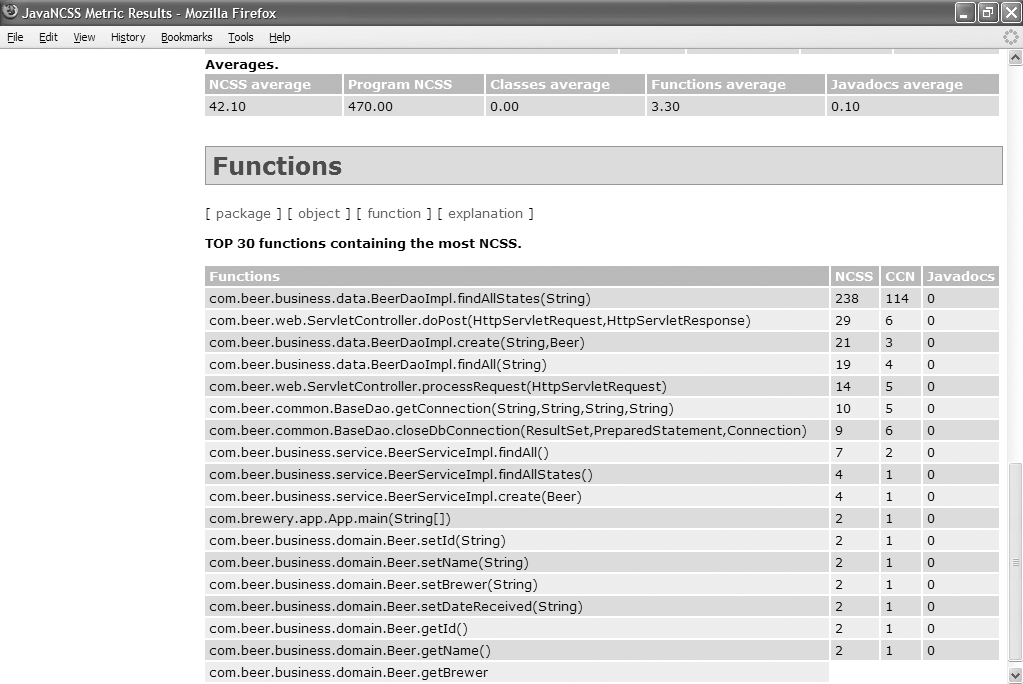 JavaNCSS Metric Results - Mozilla Firefox
File Edit View History Bookmarks Tools Help
Averages.
NCSS average Program NCSS Classes average Functions average Javadocs average
42.10 470.00 0.00 3.30 0.10
Functions
[ package ] [ object ] [ function ] [ explanation ]
TOP 30 functions containing the most NCSS.
Functions NCSS CCN Javadocs
com.beer.business.data.BeerDaoImpl.findAllStates(String) 238 114 0
com.beer.web.ServletController.doPost(HttpServletRequest,HttpServletResponse) 29 6 0
com.beer.business.data.BeerDaoImpl.create(String,Beer) 21 3 0
com.beer.business.data.BeerDaoImpl.findAll(String) 19 4 0
com.beer.web.ServletController.processRequest(HttpServletRequest) 14 5 0
com.beer.common.BaseDao.getConnection(String,String,String,String) 10 5 0
com.beer.common.BaseDao.closeDbConnection(ResultSet,PreparedStatement,Connection) 9 6 0
com.beer.business.service.BeerServiceImpl.findAll() 7 2 0
com.beer.business.service.BeerServiceImpl.findAllStates() 4 1 0
com.beer.business.service.BeerServiceImpl.create(Beer) 4 1 0
com.brewery.app.App.main(String[]) 2 1 0
com.beer.business.domain.Beer.setId(String) 2 1 0
com.beer.business.domain.Beer.setName(String) 2 1 0
com.beer.business.domain.Beer.setBrewer(String) 2 1 0
com.beer.business.domain.Beer.setDateReceived(String) 2 1 0
com.beer.business.domain.Beer.getId() 2 1 0
com.beer.business.domain.Beer.getName() 2 1 0
com.beer.business.domain.Beer.getBrewer